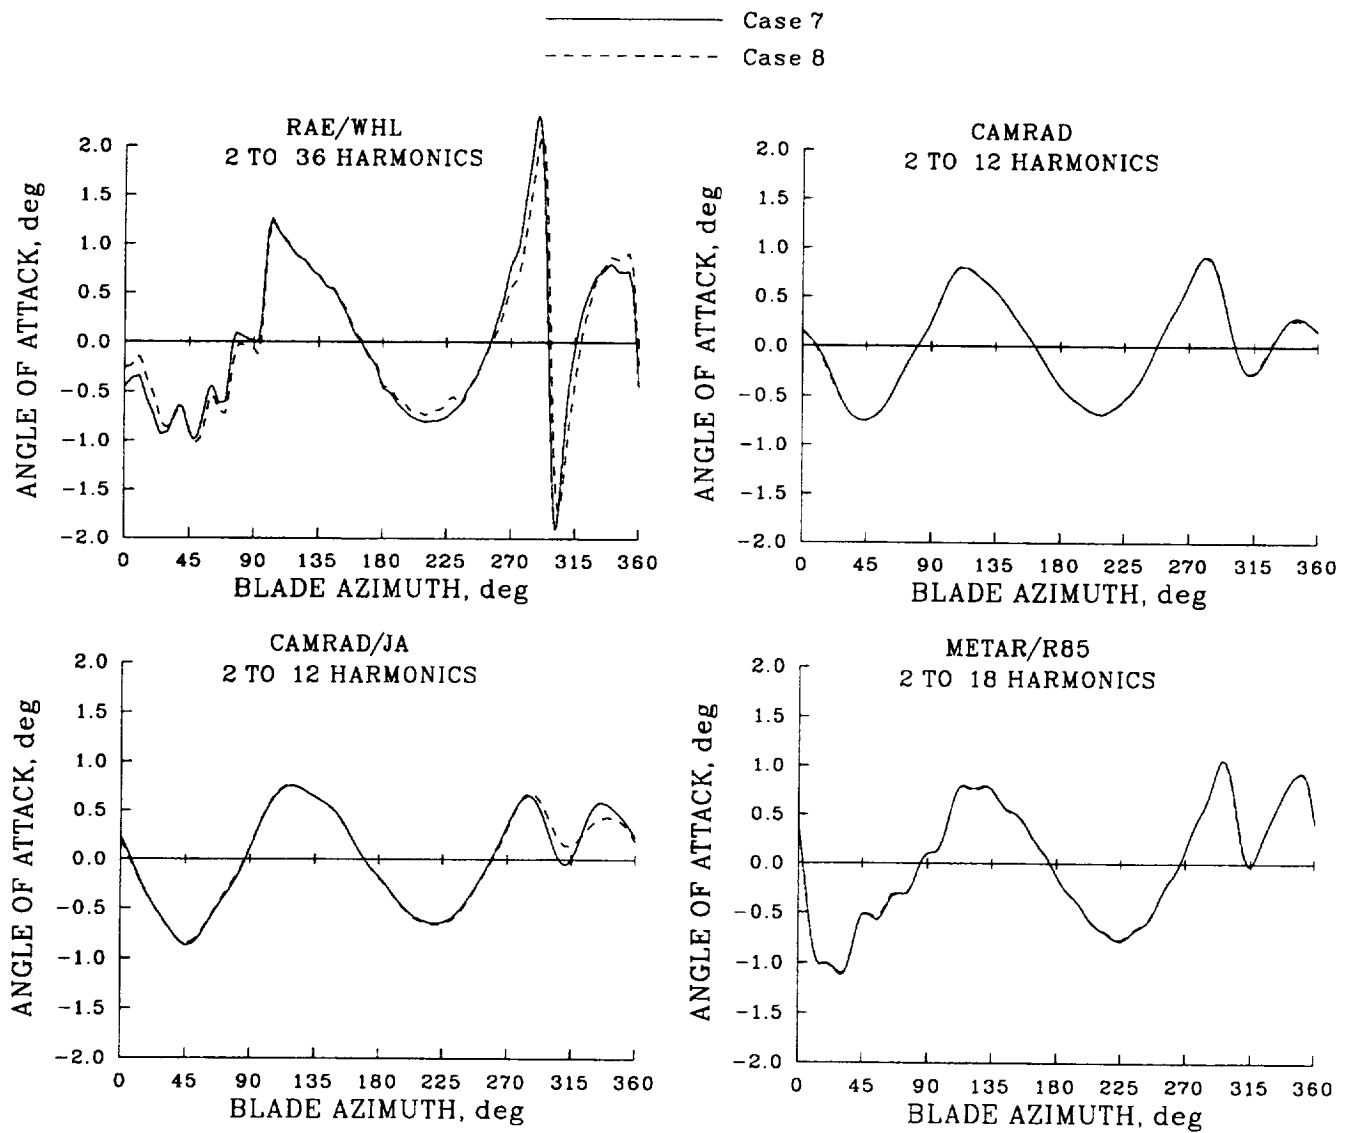 Case 7
Case 8
RAE/WHL
2 TO 36 HARMONICS
ANGLE OF ATTACK, deg
2.0
1.5
1.0
0.5
0.0
-0.5
-1.0
-1.5
-2.0
0 45 90 135 180 225 270 315 360
BLADE AZIMUTH, deg
CAMRAD
2 TO 12 HARMONICS
ANGLE OF ATTACK, deg
2.0
1.5
1.0
0.5
0.0
-0.5
-1.0
-1.5
-2.0
0 45 90 135 180 225 270 315 360
BLADE AZIMUTH, deg
CAMRAD/JA
2 TO 12 HARMONICS
ANGLE OF ATTACK, deg
2.0
1.5
1.0
0.5
0.0
-0.5
-1.0
-1.5
-2.0
0 45 90 135 180 225 270 315 360
BLADE AZIMUTH, deg
METAR/R85
2 TO 18 HARMONICS
ANGLE OF ATTACK, deg
2.0
1.5
1.0
0.5
0.0
-0.5
-1.0
-1.5
-2.0
0 45 90 135 180 225 270 315 360
BLADE AZIMUTH, deg